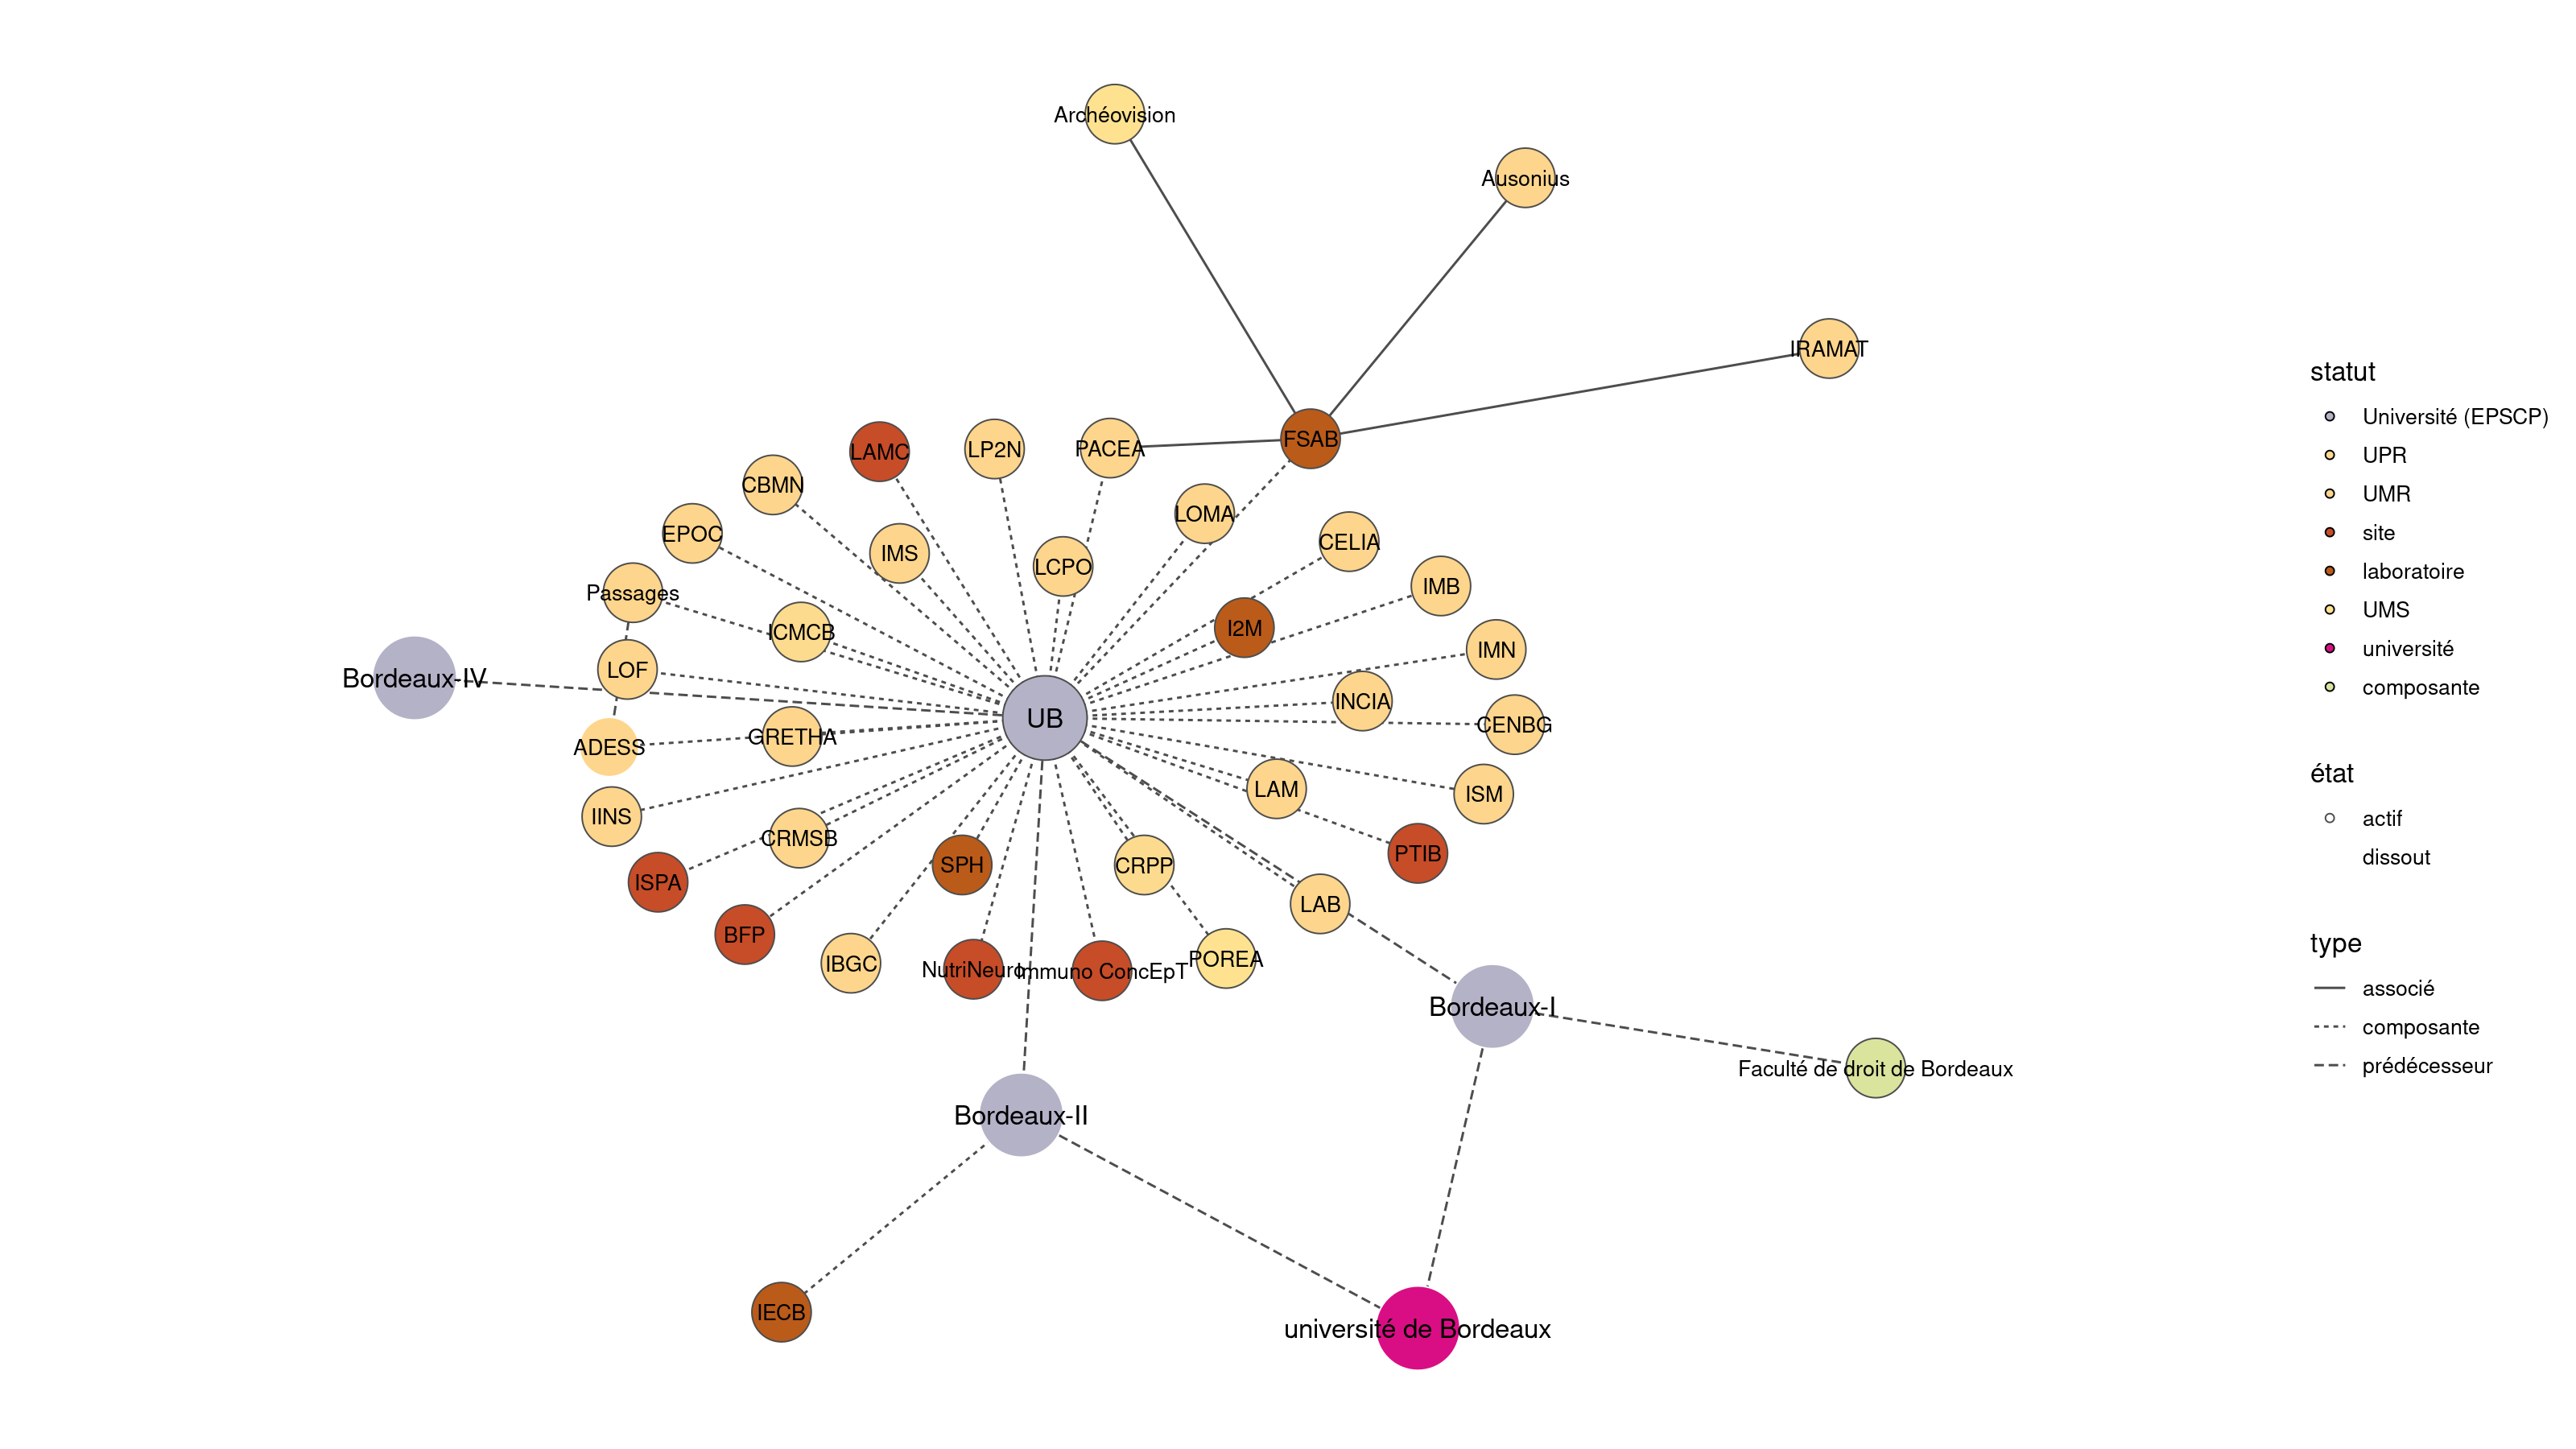 Archéovision
Ausonius
IRAMAT
FSAB
LAMC
LP2N
PACEA
CBMN
LOMA
EPOC
IMS
CELIA
LCPO
IMB
Passages
ICMCB
I2M
IMN
LOF
Bordeaux-IV
INCIA
UB
CENBG
GRETHA
ADESS
LAM
ISM
IINS
CRMSB
PTIB
SPH
CRPP
ISPA
LAB
BFP
IBGC
NutriNeuro
Immuno ConcEpT
POREA
Bordeaux-I
Faculté de droit de Bordeaux
Bordeaux-II
IECB
université de Bordeaux
statut
Université (EPSCP)
UPR
UMR
site
laboratoire
UMS
université
composante
état
actif
dissout
type
associé
composante
prédécesseur